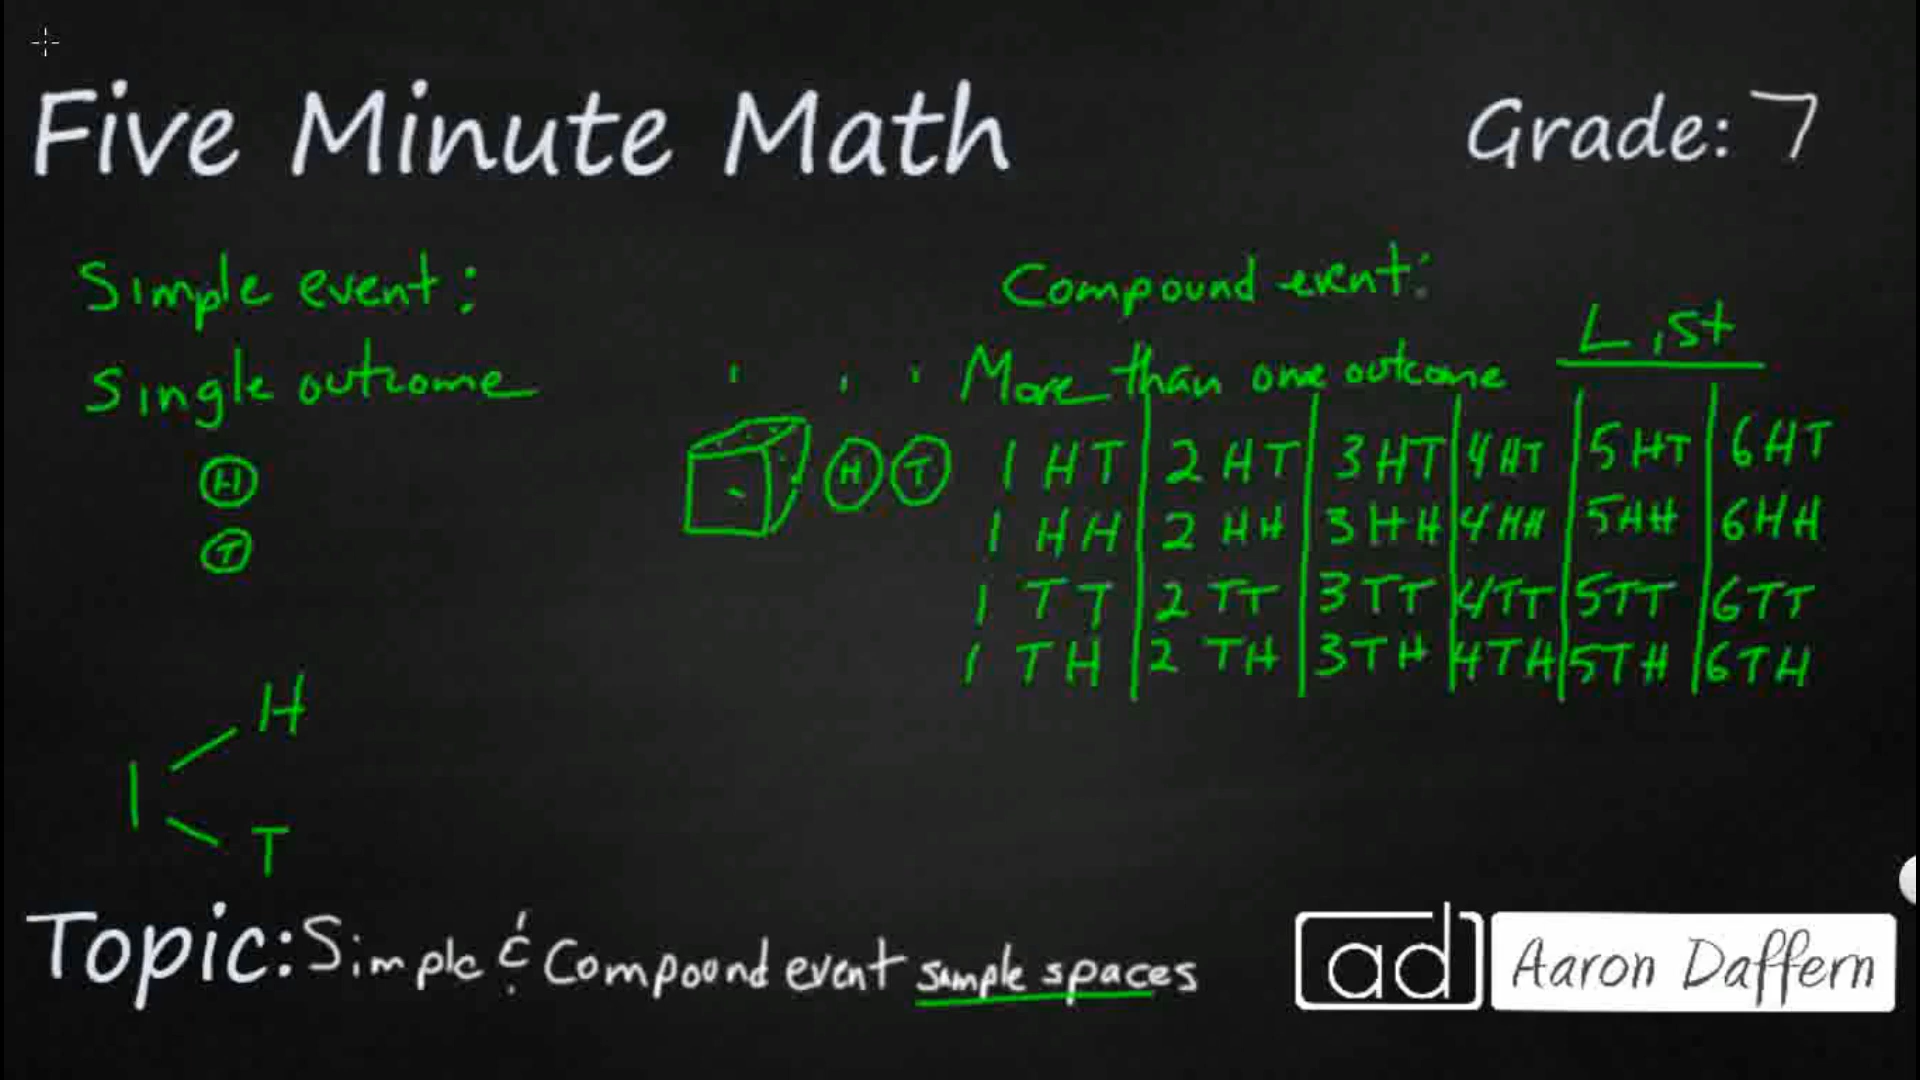 Five Minute Math
Grade: 7
Simple event:
Single outcome
H
T
Compound event:
More than one outcome
List
H T
1 HT 2 HT 3 HT 4 HT 5 HT 6 HT
1 HH 2 HH 3 HH 4 HH 5 HH 6 HH
1 TT 2 TT 3 TT 4 TT 5 TT 6 TT
1 TH 2 TH 3 TH 4 TH 5 TH 6 TH
H
1
T
Topic: Simple & Compound event sample spaces
ad Aaron Daffern